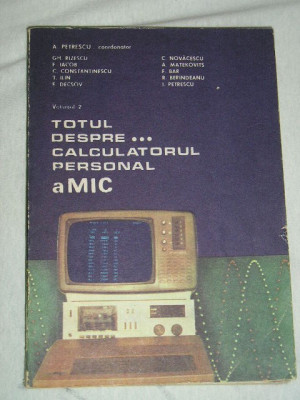 A. PETRESCU coordonator
GH. RIZESCU
F. IACOB
C. CONSTANTINESCU
T. ILIN
E. DECSOV
C. NOVĂCESCU
A. MATEKOVITS
F. BAR
R. BERINDEANU
I. PETRESCU
Volumul 2
TOTUL
DESPRE ...
CALCULATORUL
PERSONAL
aMIC